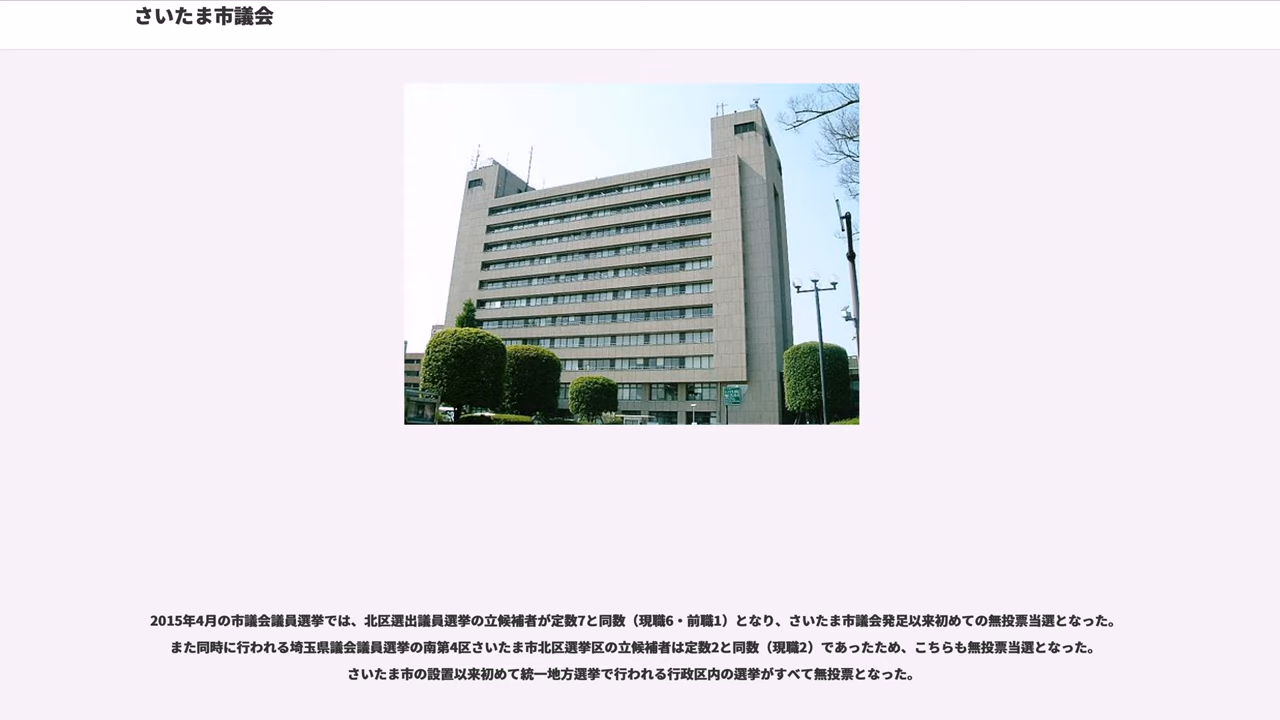 さいたま市議会
2015年4月の市議会議員選挙では、北区選出議員選挙の立候補者が定数7と同数（現職6・前職1）となり、さいたま市議会発足以来初めての無投票当選となった。
また同時に行われる埼玉県議会議員選挙の南第4区さいたま市北区選挙区の立候補者は定数2と同数（現職2）であったため、こちらも無投票当選となった。
さいたま市の設置以来初めて統一地方選挙で行われる行政区内の選挙がすべて無投票となった。